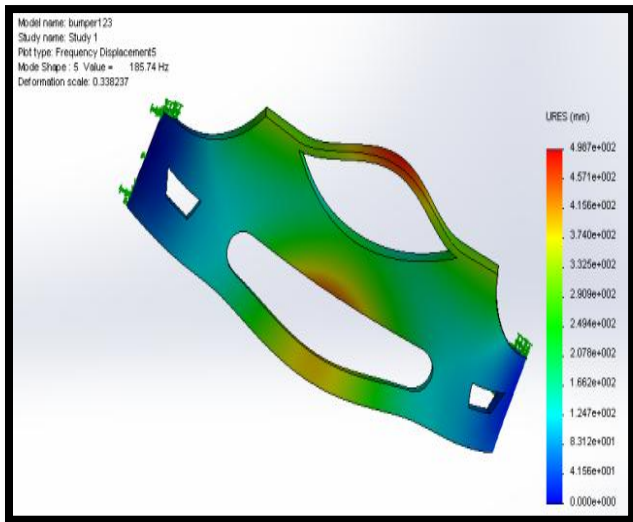 Model name: bumper123
Study name: Study 1
Plot type: Frequency Displacement5
Mode Shape : 5 Value = 185.74 Hz
Deformation scale: 0.338237
URES (mm)
4.987e+002
4.571e+002
4.156e+002
3.740e+002
3.325e+002
2.909e+002
2.494e+002
2.078e+002
1.662e+002
1.247e+002
8.312e+001
4.156e+001
0.000e+000